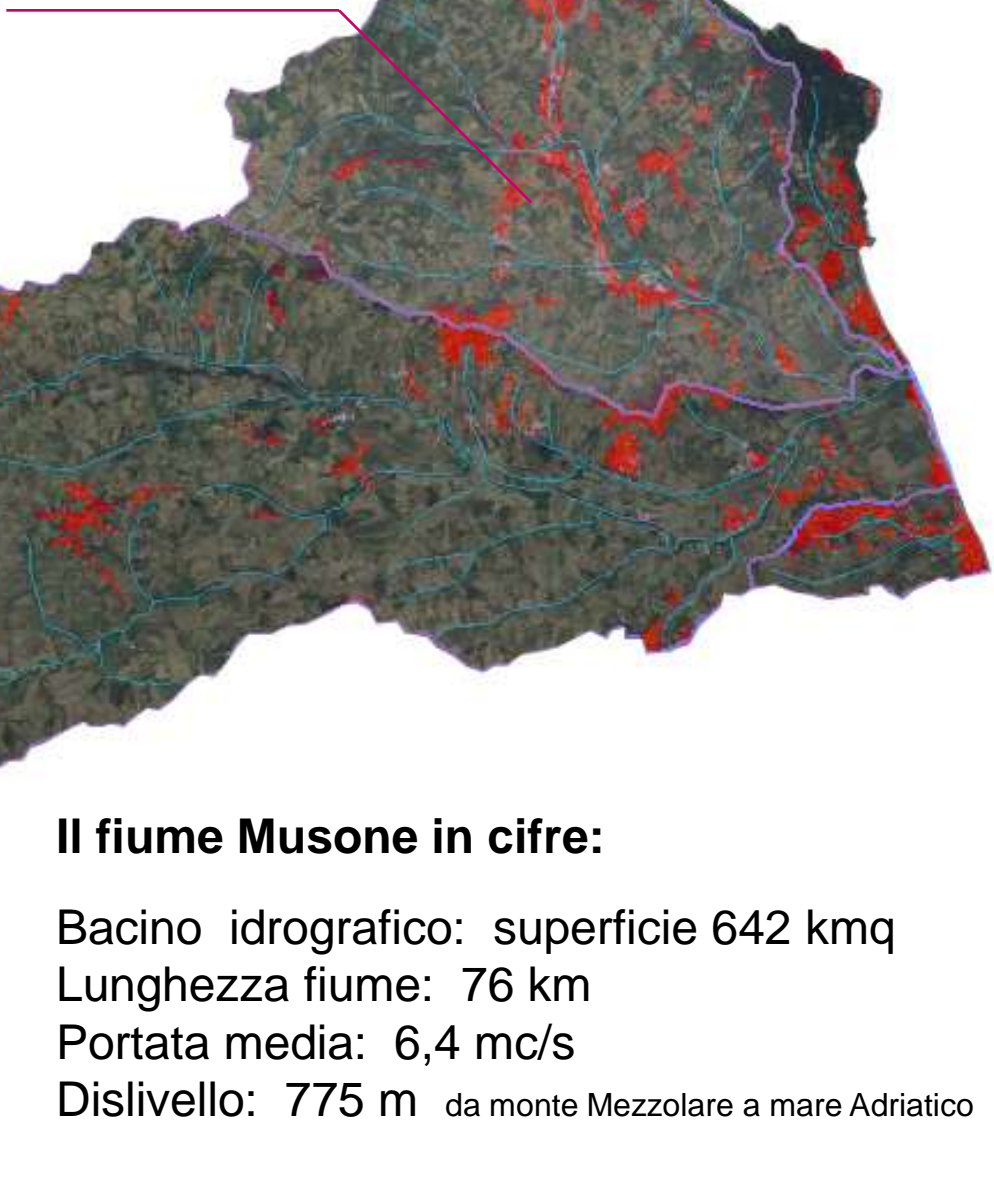 Il fiume Musone in cifre:
Bacino idrografico: superficie 642 kmq
Lunghezza fiume: 76 km
Portata media: 6,4 mc/s
Dislivello: 775 m da monte Mezzolare a mare Adriatico